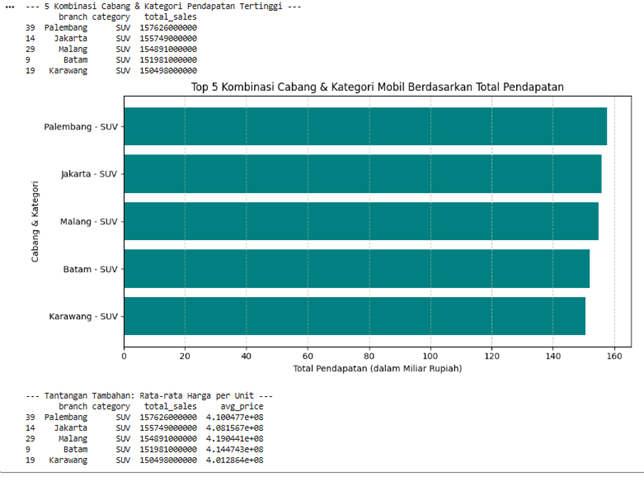 --- 5 Kombinasi Cabang & Kategori Pendapatan Tertinggi ---
branch category total_sales
39 Palembang SUV 157626000000
14 Jakarta SUV 155749000000
29 Malang SUV 154891000000
9 Batam SUV 151981000000
19 Karawang SUV 150498000000
Top 5 Kombinasi Cabang & Kategori Mobil Berdasarkan Total Pendapatan
Cabang & Kategori
Palembang - SUV
Jakarta - SUV
Malang - SUV
Batam - SUV
Karawang - SUV
0 20 40 60 80 100 120 140 160
Total Pendapatan (dalam Miliar Rupiah)
--- Tantangan Tambahan: Rata-rata Harga per Unit ---
branch category total_sales avg_price
39 Palembang SUV 157626000000 4.100477e+08
14 Jakarta SUV 155749000000 4.081567e+08
29 Malang SUV 154891000000 4.190441e+08
9 Batam SUV 151981000000 4.144743e+08
19 Karawang SUV 150498000000 4.012864e+08